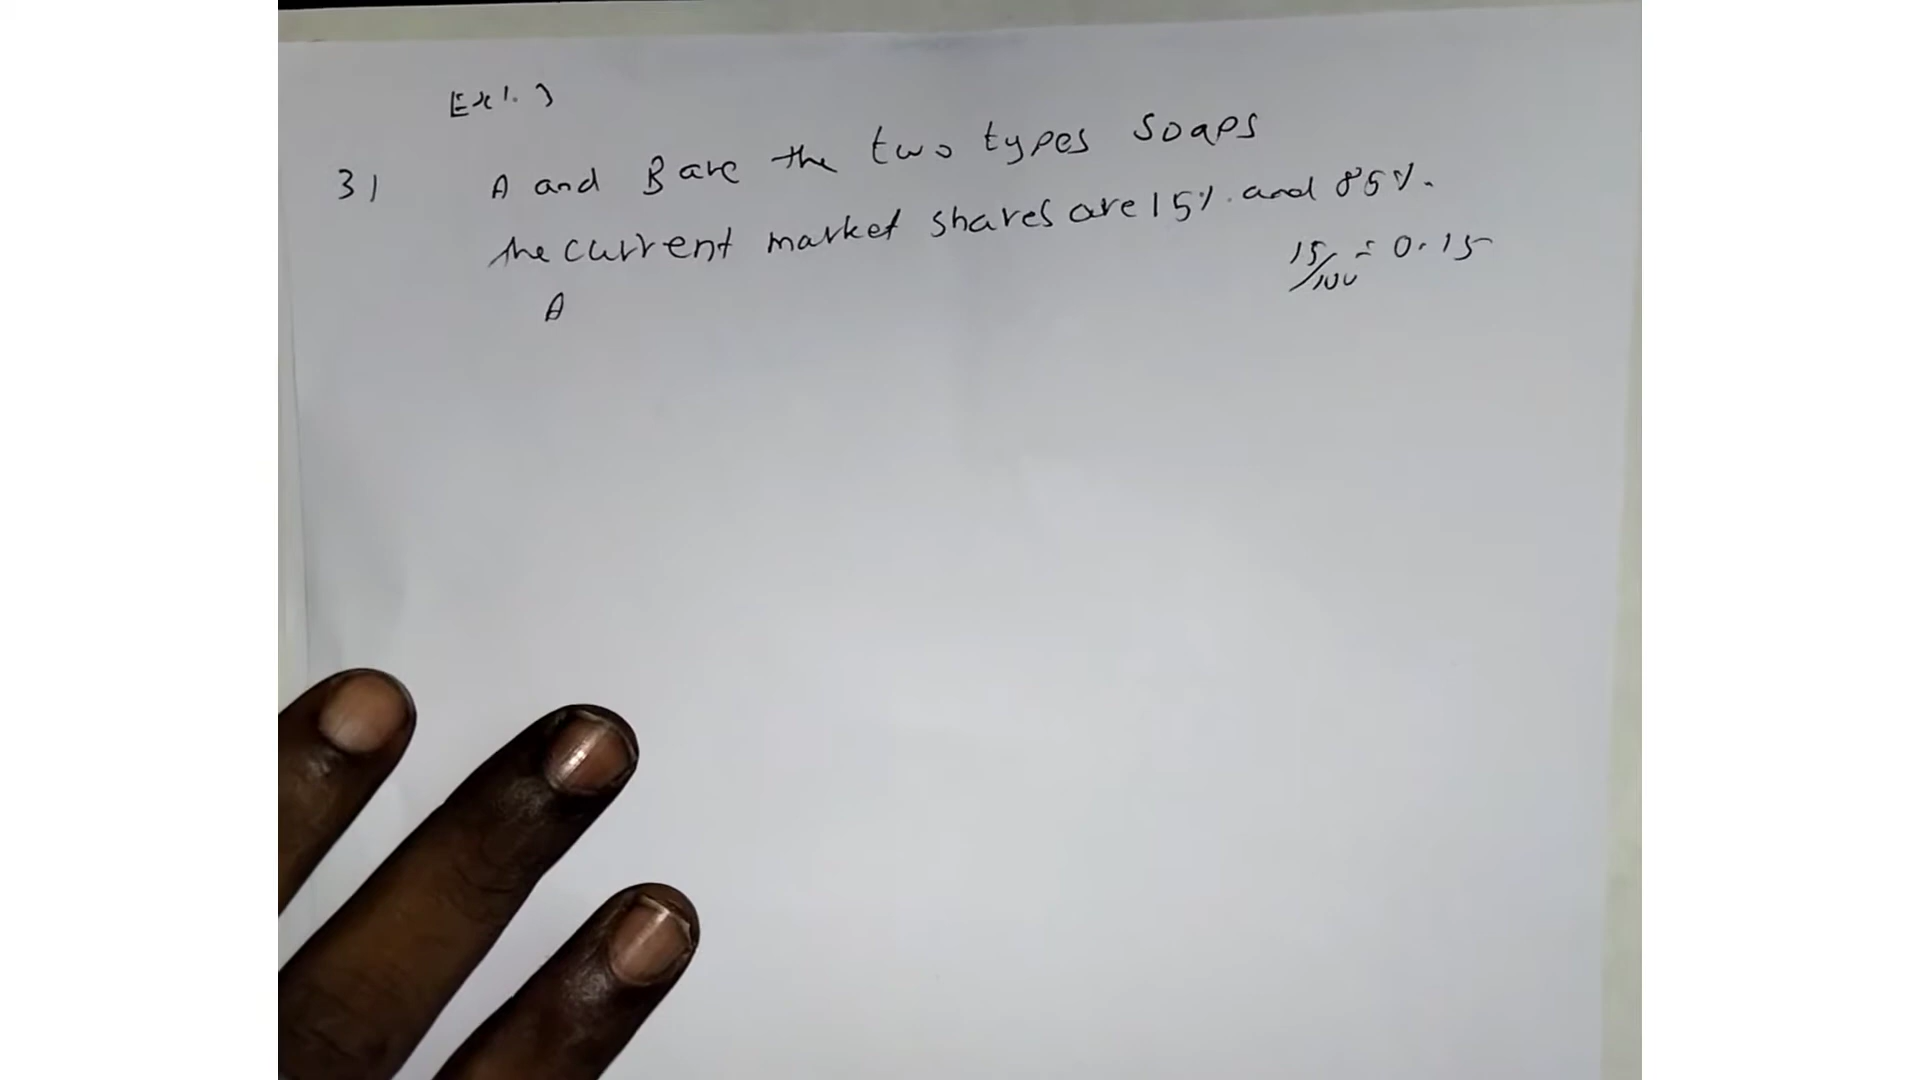 Ex 1.3
3) A and B are the two types soaps
the current market shares are 15% and 85%.
15/100 = 0.15
A